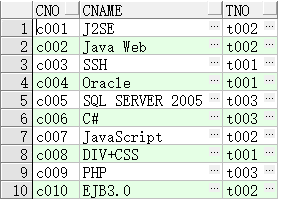 CNO CNAME TNO
1 c001 J2SE ... t002 ...
2 c002 Java Web ... t002 ...
3 c003 SSH ... t001 ...
4 c004 Oracle ... t001 ...
5 c005 SQL SERVER 2005 ... t003 ...
6 c006 C# ... t003 ...
7 c007 JavaScript ... t002 ...
8 c008 DIV+CSS ... t001 ...
9 c009 PHP ... t003 ...
10 c010 EJB3.0 ... t002 ...